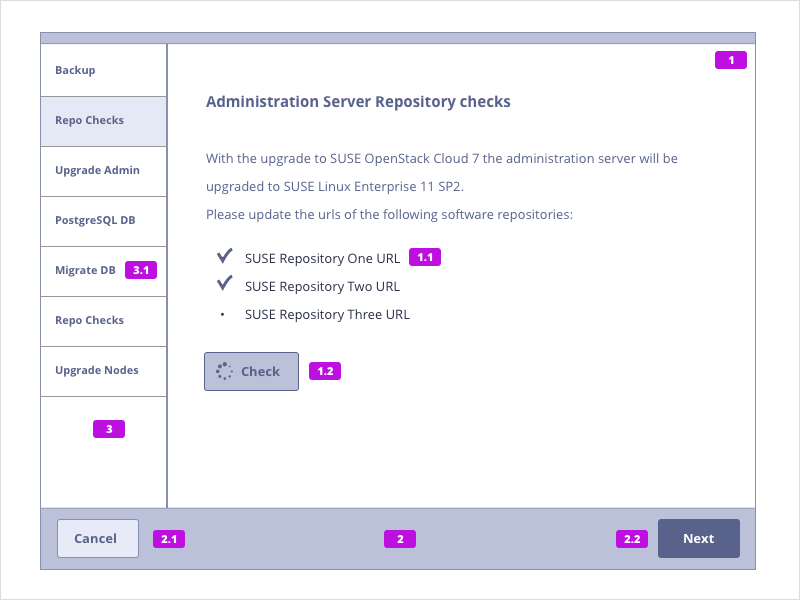 Backup
Repo Checks
Upgrade Admin
PostgreSQL DB
Migrate DB 3.1
Repo Checks
Upgrade Nodes
3
1
Administration Server Repository checks
With the upgrade to SUSE OpenStack Cloud 7 the administration server will be
upgraded to SUSE Linux Enterprise 11 SP2.
Please update the urls of the following software repositories:
SUSE Repository One URL 1.1
SUSE Repository Two URL
• SUSE Repository Three URL
Check 1.2
Cancel 2.1 2 2.2 Next